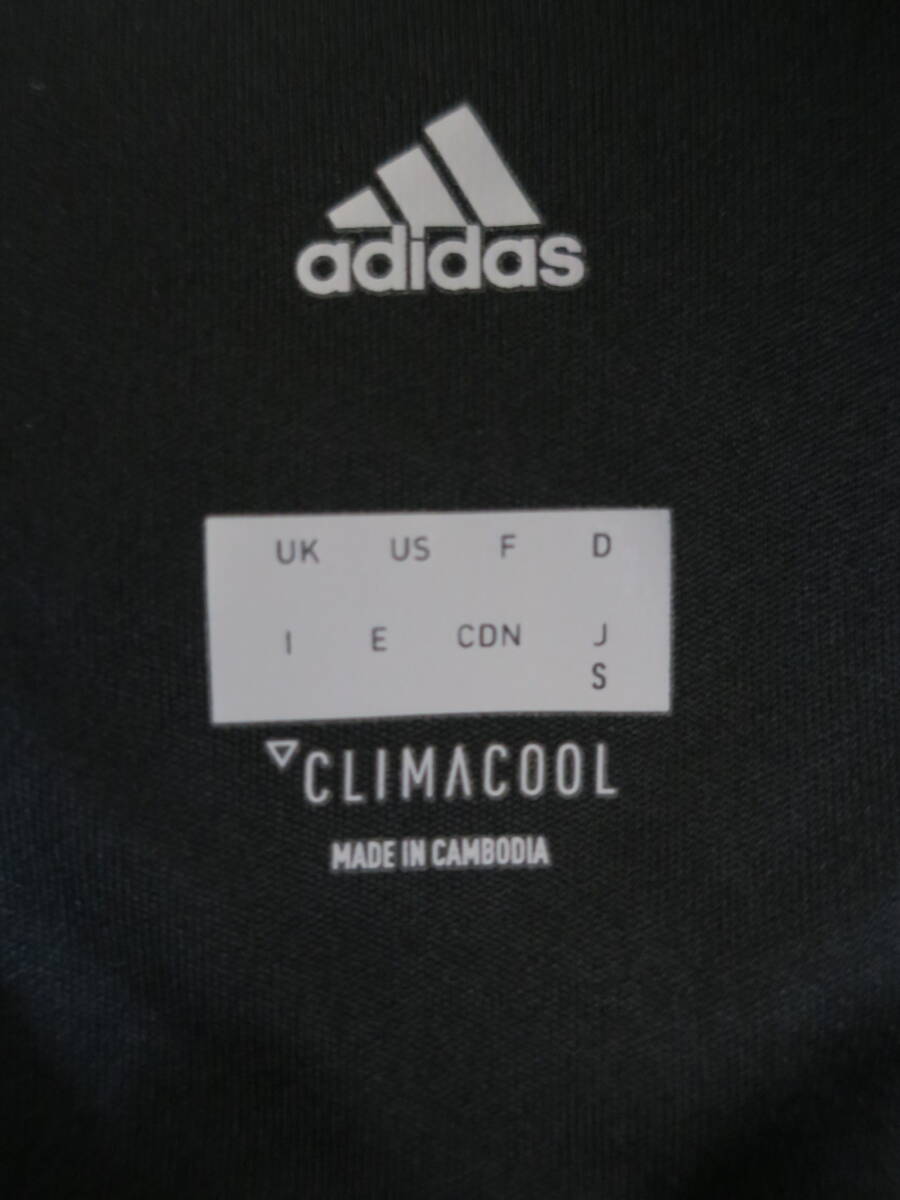 adidas
UK US F D
I E CDN J
S
CLIMACOOL
MADE IN CAMBODIA